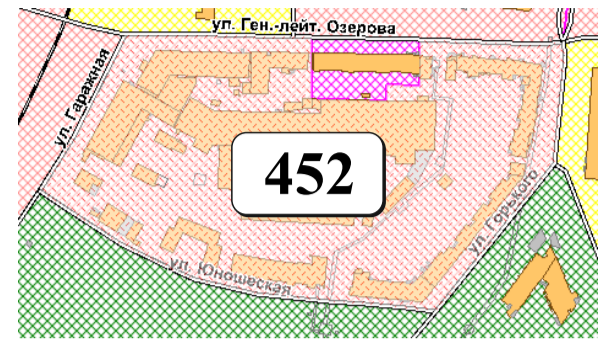 ул. Ген.-лейт. Озерова
ул. Гаражная
452
ул. Горького
ул. Юношеская